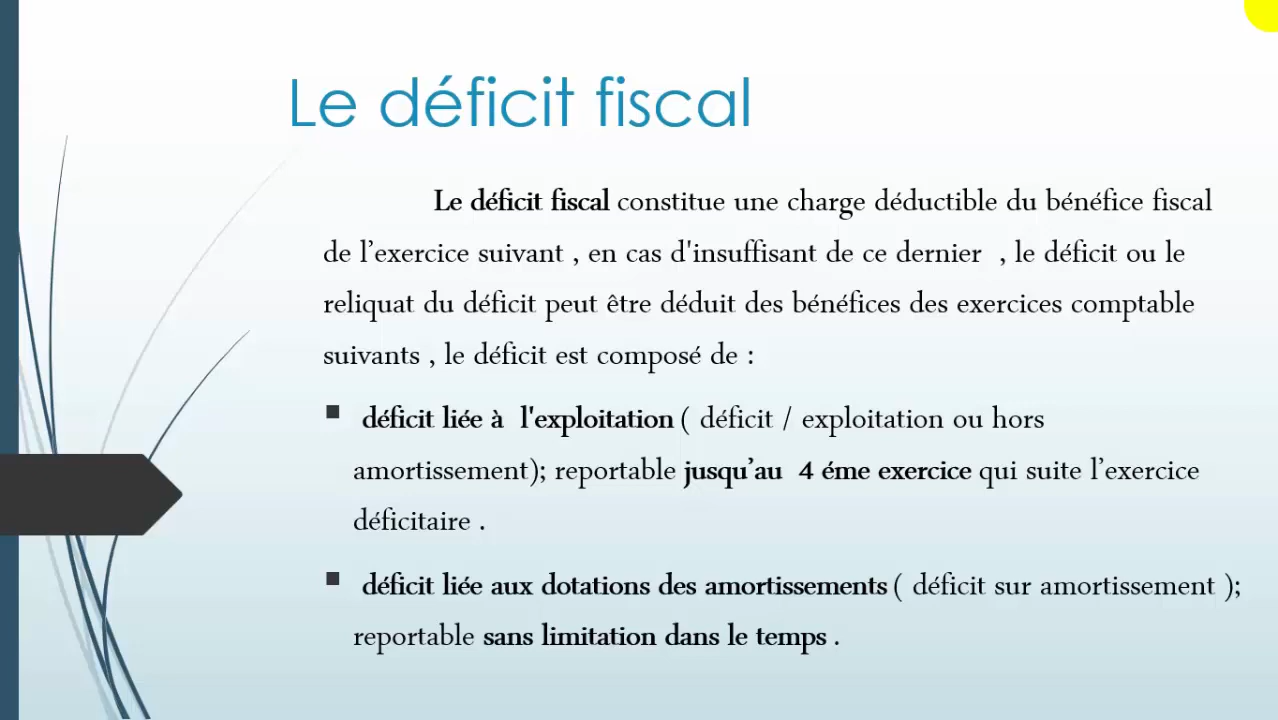 Le déficit fiscal
Le déficit fiscal constitue une charge déductible du bénéfice fiscal
de l’exercice suivant , en cas d'insuffisant de ce dernier  , le déficit ou le
reliquat du déficit peut être déduit des bénéfices des exercices comptable
suivants , le déficit est composé de :
▪ déficit liée à  l'exploitation ( déficit / exploitation ou hors
amortissement); reportable jusqu’au  4 éme exercice qui suite l’exercice
déficitaire .
▪ déficit liée aux dotations des amortissements ( déficit sur amortissement );
reportable sans limitation dans le temps .